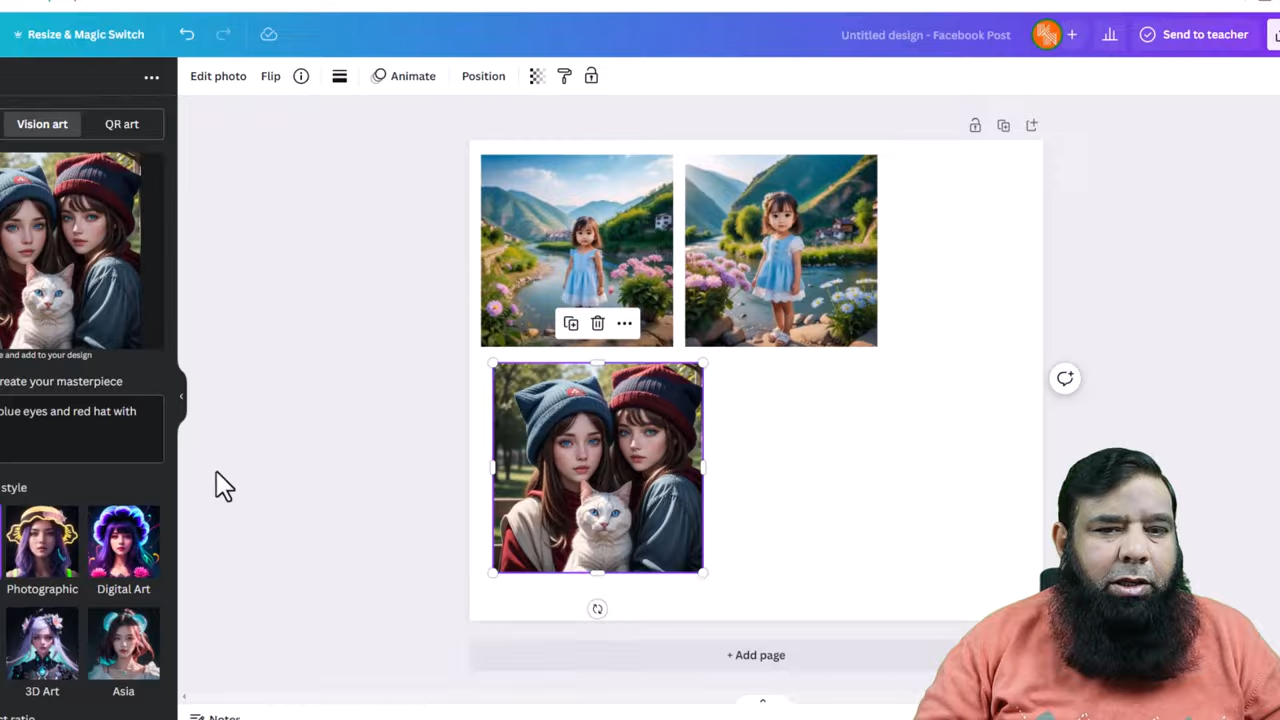 Resize & Magic Switch
Untitled design - Facebook Post
Send to teacher
Edit photo
Flip
Animate
Position
Vision art
QR art
e and add to your design
reate your masterpiece
blue eyes and red hat with
style
Photographic
Digital Art
3D Art
Asia
ct ratio
+ Add page
Notes